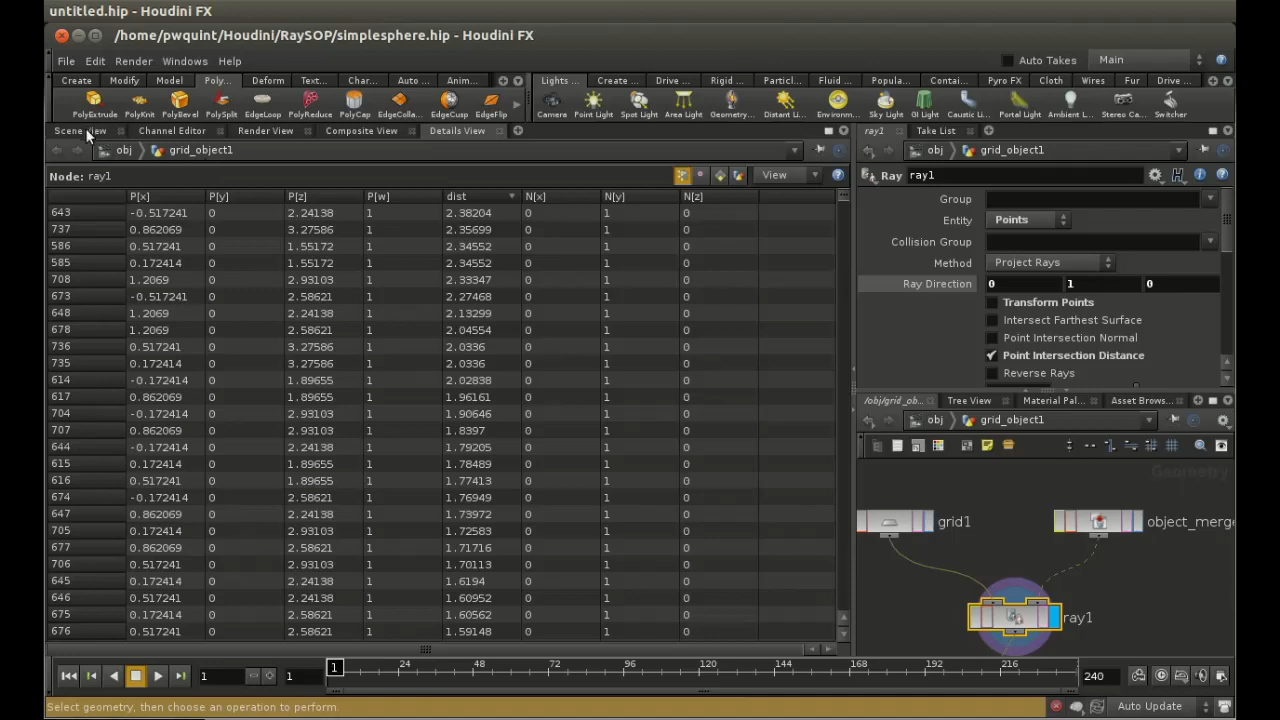 untitled.hip - Houdini FX
/home/pwquint/Houdini/RaySOP/simplesphere.hip - Houdini FX
File Edit Render Windows Help
Auto Takes Main
Create Modify Model Poly... Deform Text... Char... Auto ... Anim...
Lights ... Create ... Drive ... Rigid ... Particl... Fluid ... Popula... Contai... Pyro FX Cloth Wires Fur Drive ...
PolyExtrude PolyKnit PolyBevel PolySplit EdgeLoop PolyReduce PolyCap EdgeColla... EdgeCusp EdgeFlip
Camera Point Light Spot Light Area Light Geometry... Distant Light Environme... Sky Light GI Light Caustic Li... Portal Light Ambient L... Stereo Ca... Switcher
Scene View Channel Editor Render View Composite View Details View
obj grid_object1
Node: ray1
View
P[x] P[y] P[z] P[w] dist N[x] N[y] N[z]
643 -0.517241 0 2.24138 1 2.38204 0 1 0
737 0.862069 0 3.27586 1 2.35699 0 1 0
586 0.517241 0 1.55172 1 2.34552 0 1 0
585 0.172414 0 1.55172 1 2.34552 0 1 0
708 1.2069 0 2.93103 1 2.33347 0 1 0
673 -0.517241 0 2.58621 1 2.27468 0 1 0
648 1.2069 0 2.24138 1 2.13299 0 1 0
678 1.2069 0 2.58621 1 2.04554 0 1 0
736 0.517241 0 3.27586 1 2.0336 0 1 0
735 0.172414 0 3.27586 1 2.0336 0 1 0
614 -0.172414 0 1.89655 1 2.02838 0 1 0
617 0.862069 0 1.89655 1 1.96161 0 1 0
704 -0.172414 0 2.93103 1 1.90646 0 1 0
707 0.862069 0 2.93103 1 1.8397 0 1 0
644 -0.172414 0 2.24138 1 1.79205 0 1 0
615 0.172414 0 1.89655 1 1.78489 0 1 0
616 0.517241 0 1.89655 1 1.77413 0 1 0
674 -0.172414 0 2.58621 1 1.76949 0 1 0
647 0.862069 0 2.24138 1 1.73972 0 1 0
705 0.172414 0 2.93103 1 1.72583 0 1 0
677 0.862069 0 2.58621 1 1.71716 0 1 0
706 0.517241 0 2.93103 1 1.70113 0 1 0
645 0.172414 0 2.24138 1 1.6194 0 1 0
646 0.517241 0 2.24138 1 1.60952 0 1 0
675 0.172414 0 2.58621 1 1.60562 0 1 0
676 0.517241 0 2.58621 1 1.59148 0 1 0
ray1 Take List
obj grid_object1
Ray ray1
Group
Entity Points
Collision Group
Method Project Rays
Ray Direction 0 1 0
Transform Points
Intersect Farthest Surface
Point Intersection Normal
Point Intersection Distance
Reverse Rays
/obj/grid_ob... Tree View Material Pal... Asset Brows...
obj grid_object1
Geometry
grid1
object_merge
ray1
1 1 1 24 48 72 96 120 144 168 192 216 240
Select geometry, then choose an operation to perform.
Auto Update